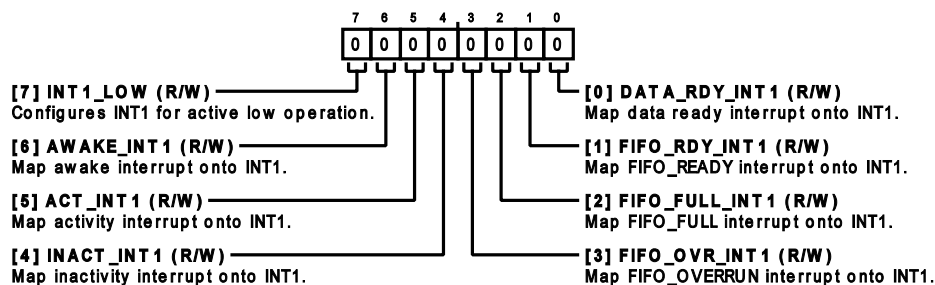 7 6 5 4 3 2 1 0
0 0 0 0 0 0 0 0
[7] INT1_LOW (R/W)
Configures INT1 for active low operation.
[6] AWAKE_INT1 (R/W)
Map awake interrupt onto INT1.
[5] ACT_INT1 (R/W)
Map activity interrupt onto INT1.
[4] INACT_INT1 (R/W)
Map inactivity interrupt onto INT1.
[0] DATA_RDY_INT1 (R/W)
Map data ready interrupt onto INT1.
[1] FIFO_RDY_INT1 (R/W)
Map FIFO_READY interrupt onto INT1.
[2] FIFO_FULL_INT1 (R/W)
Map FIFO_FULL interrupt onto INT1.
[3] FIFO_OVR_INT1 (R/W)
Map FIFO_OVERRUN interrupt onto INT1.